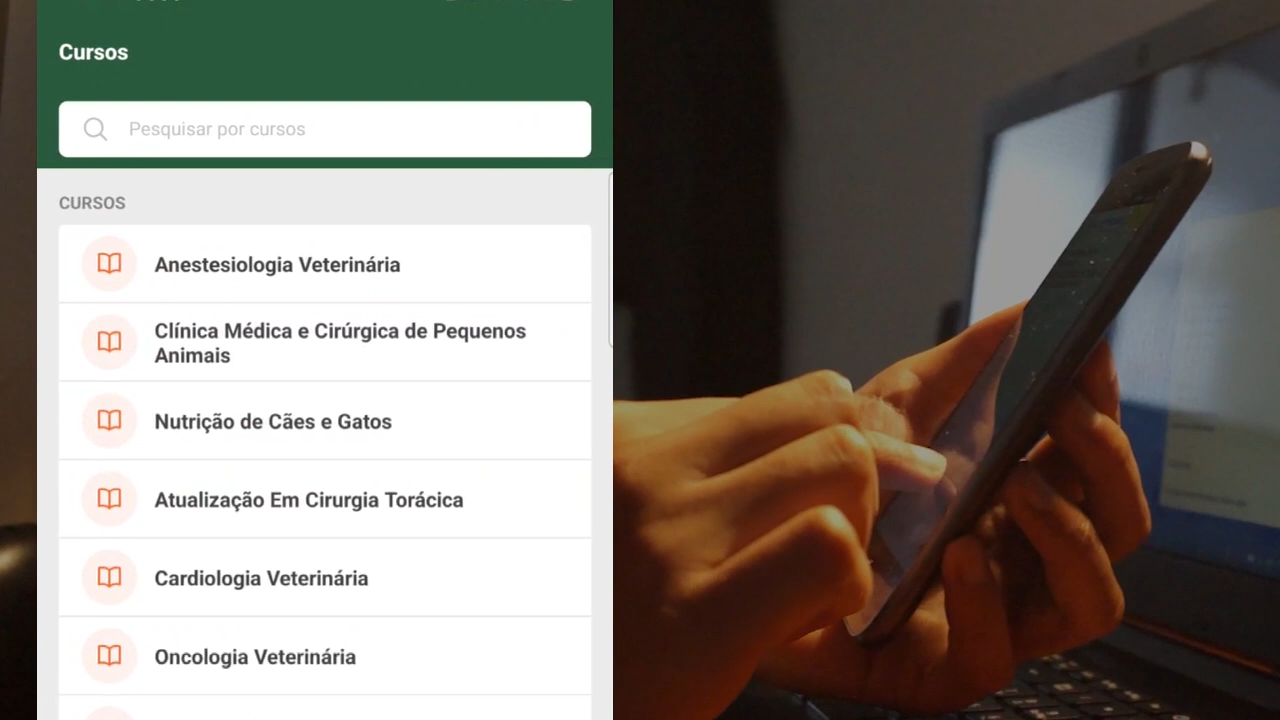 Cursos
Pesquisar por cursos
CURSOS
Anestesiologia Veterinária
Clínica Médica e Cirúrgica de Pequenos
Animais
Nutrição de Cães e Gatos
Atualização Em Cirurgia Torácica
Cardiologia Veterinária
Oncologia Veterinária